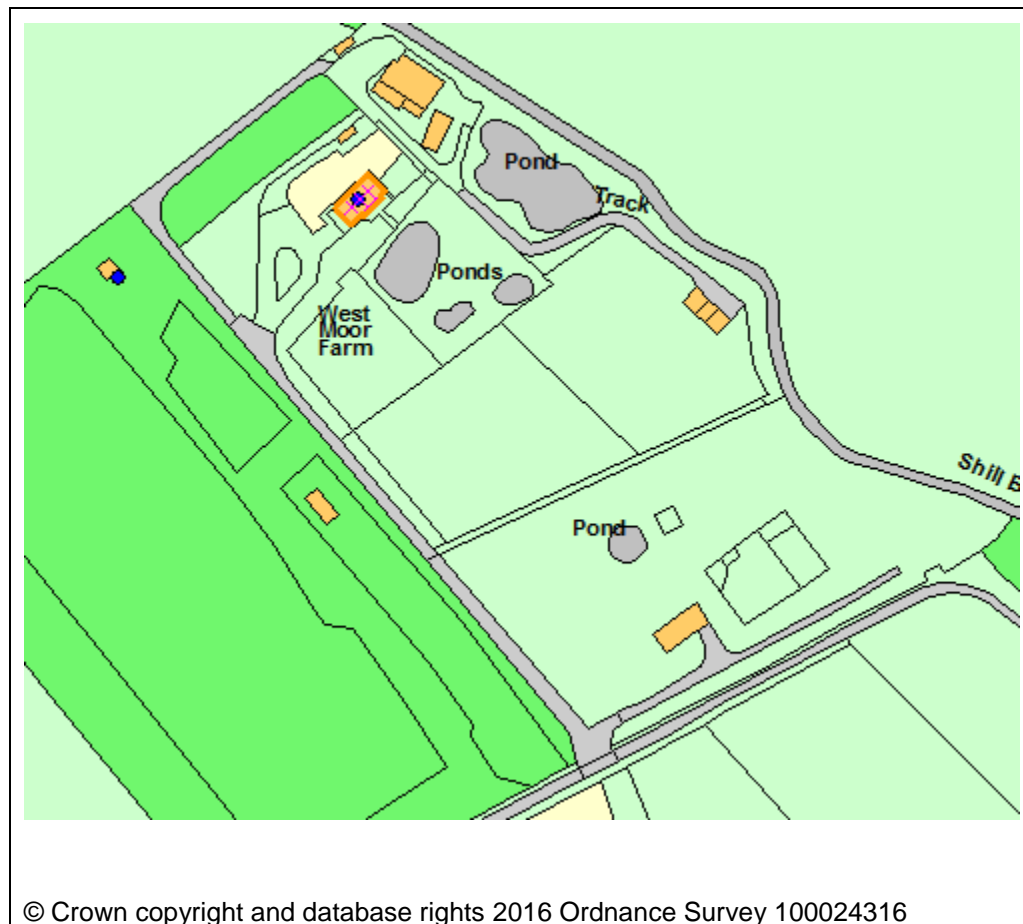 Pond
Track
Ponds
West
Moor
Farm
Shill B
Pond
© Crown copyright and database rights 2016 Ordnance Survey 100024316